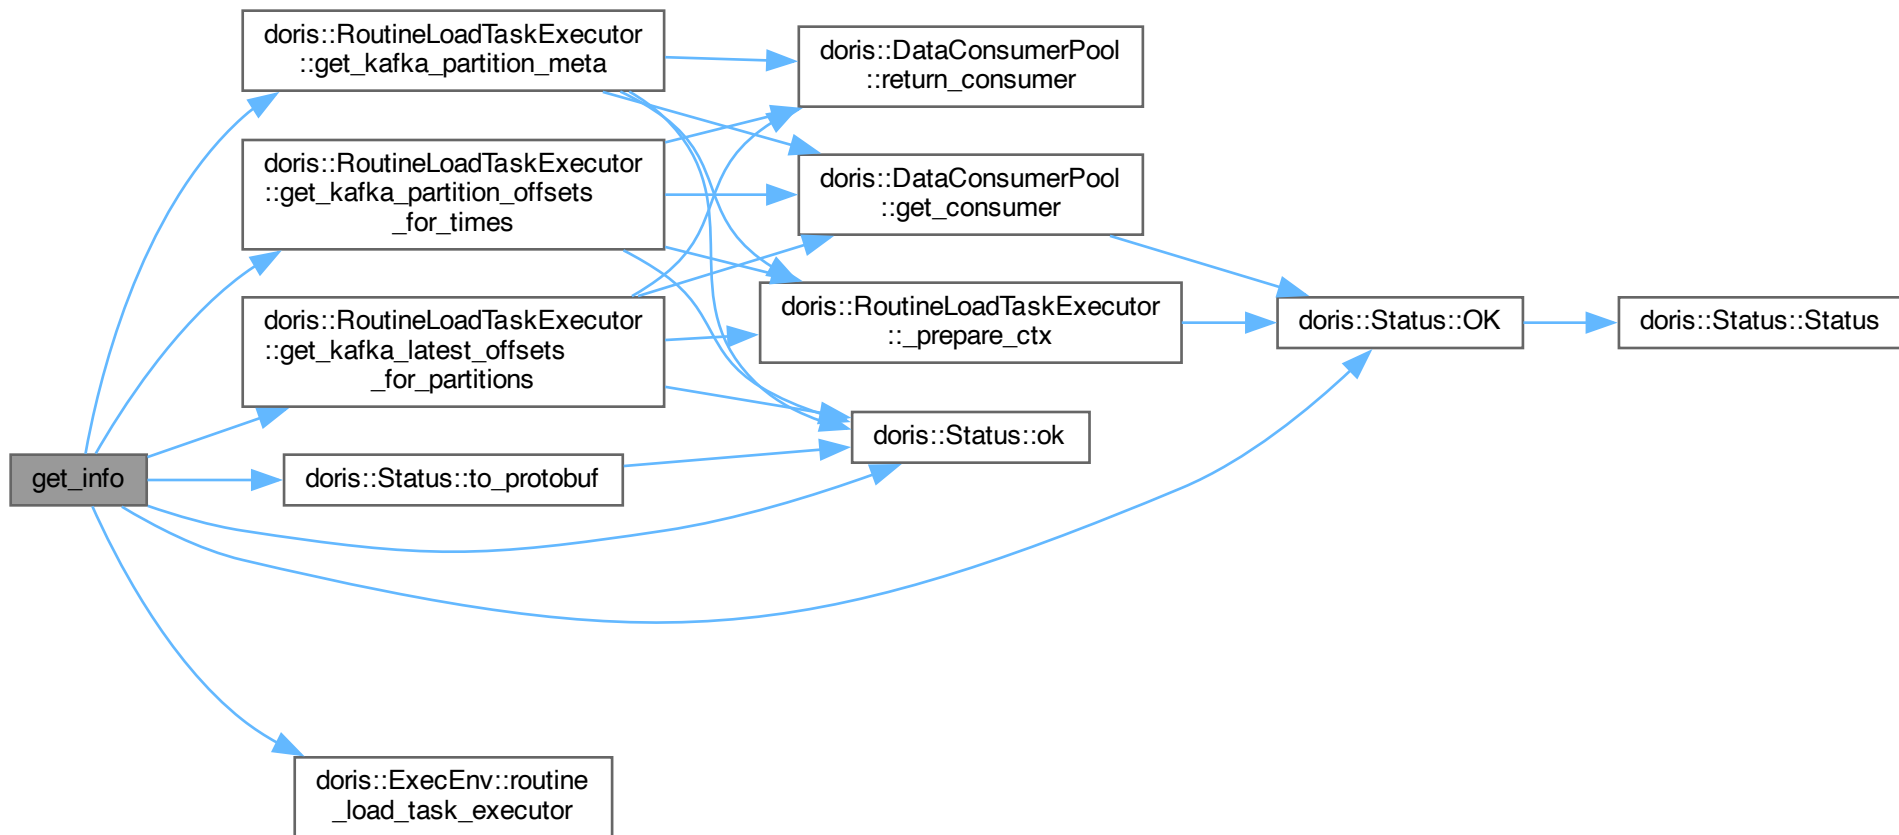 get_info
doris::RoutineLoadTaskExecutor
::get_kafka_partition_meta
doris::RoutineLoadTaskExecutor
::get_kafka_partition_offsets
_for_times
doris::RoutineLoadTaskExecutor
::get_kafka_latest_offsets
_for_partitions
doris::Status::to_protobuf
doris::ExecEnv::routine
_load_task_executor
doris::DataConsumerPool
::return_consumer
doris::DataConsumerPool
::get_consumer
doris::RoutineLoadTaskExecutor
::_prepare_ctx
doris::Status::ok
doris::Status::OK
doris::Status::Status